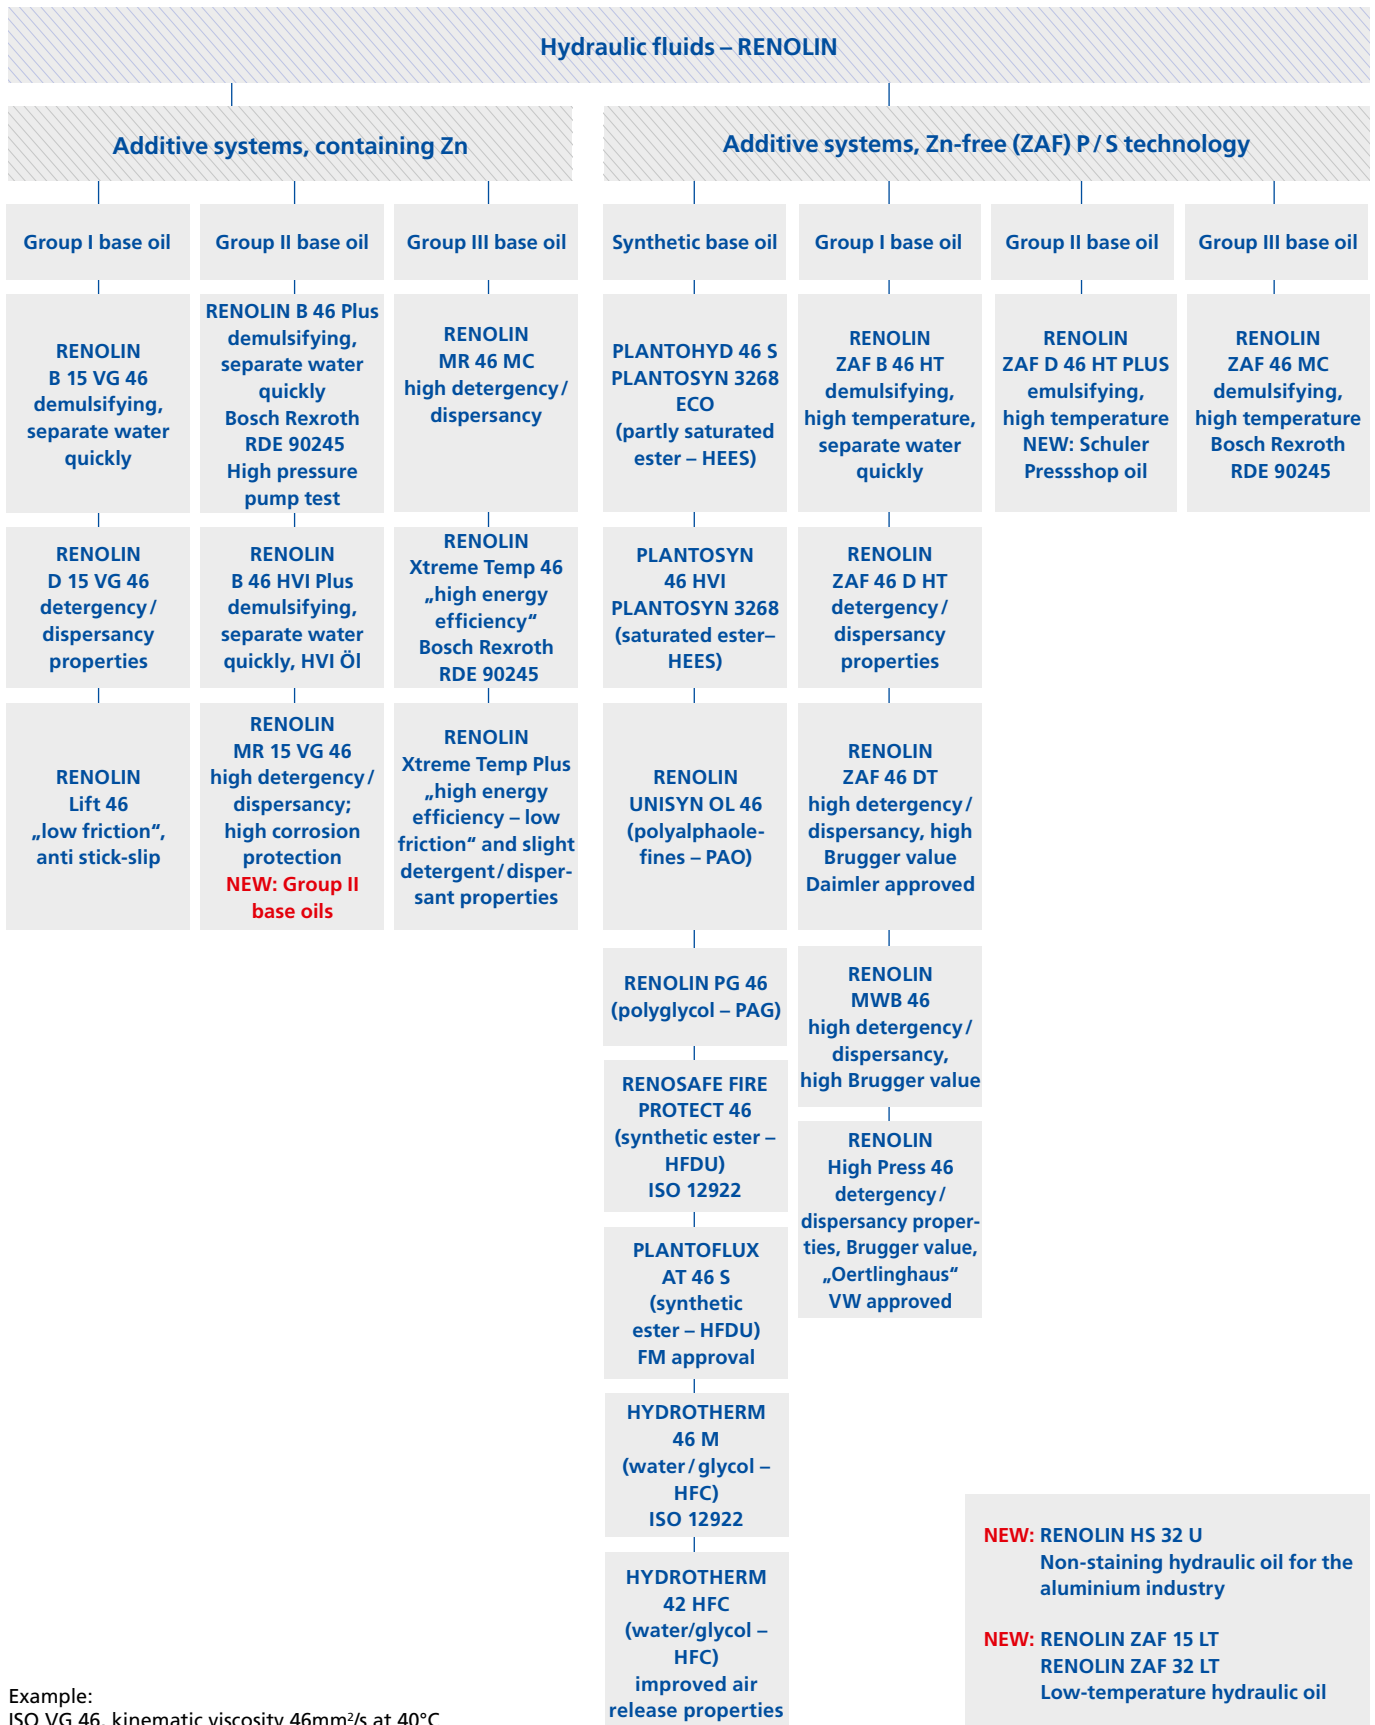 Hydraulic fluids – RENOLIN
Additive systems, containing Zn
Additive systems, Zn-free (ZAF) P / S technology
Group I base oil
Group II base oil
Group III base oil
Synthetic base oil
Group I base oil
Group II base oil
Group III base oil
RENOLIN
B 15 VG 46
demulsifying,
separate water
quickly
RENOLIN B 46 Plus
demulsifying,
separate water
quickly
Bosch Rexroth
RDE 90245
High pressure
pump test
RENOLIN
MR 46 MC
high detergency /
dispersancy
PLANTOHYD 46 S
PLANTOSYN 3268
ECO
(partly saturated
ester – HEES)
RENOLIN
ZAF B 46 HT
demulsifying,
high temperature,
separate water
quickly
RENOLIN
ZAF D 46 HT PLUS
emulsifying,
high temperature
NEW: Schuler
Pressshop oil
RENOLIN
ZAF 46 MC
demulsifying,
high temperature
Bosch Rexroth
RDE 90245
RENOLIN
D 15 VG 46
detergency /
dispersancy
properties
RENOLIN
B 46 HVI Plus
demulsifying,
separate water
quickly, HVI Öl
RENOLIN
Xtreme Temp 46
„high energy
efficiency“
Bosch Rexroth
RDE 90245
PLANTOSYN
46 HVI
PLANTOSYN 3268
(saturated ester–
HEES)
RENOLIN
ZAF 46 D HT
detergency /
dispersancy
properties
RENOLIN
Lift 46
„low friction“,
anti stick-slip
RENOLIN
MR 15 VG 46
high detergency /
dispersancy;
high corrosion
protection
NEW: Group II
base oils
RENOLIN
Xtreme Temp Plus
„high energy
efficiency – low
friction“ and slight
detergent / disper-
sant properties
RENOLIN
UNISYN OL 46
(polyalphaole-
fines – PAO)
RENOLIN
ZAF 46 DT
high detergency /
dispersancy, high
Brugger value
Daimler approved
RENOLIN PG 46
(polyglycol – PAG)
RENOLIN
MWB 46
high detergency /
dispersancy,
high Brugger value
RENOSAFE FIRE
PROTECT 46
(synthetic ester –
HFDU)
ISO 12922
RENOLIN
High Press 46
detergency /
dispersancy proper-
ties, Brugger value,
„Oertlinghaus“
VW approved
PLANTOFLUX
AT 46 S
(synthetic
ester – HFDU)
FM approval
HYDROTHERM
46 M
(water / glycol –
HFC)
ISO 12922
HYDROTHERM
42 HFC
(water/glycol –
HFC)
improved air
release properties
NEW: RENOLIN HS 32 U
Non-staining hydraulic oil for the
aluminium industry
NEW: RENOLIN ZAF 15 LT
RENOLIN ZAF 32 LT
Low-temperature hydraulic oil
Example:
ISO VG 46, kinematic viscosity 46mm²/s at 40°C